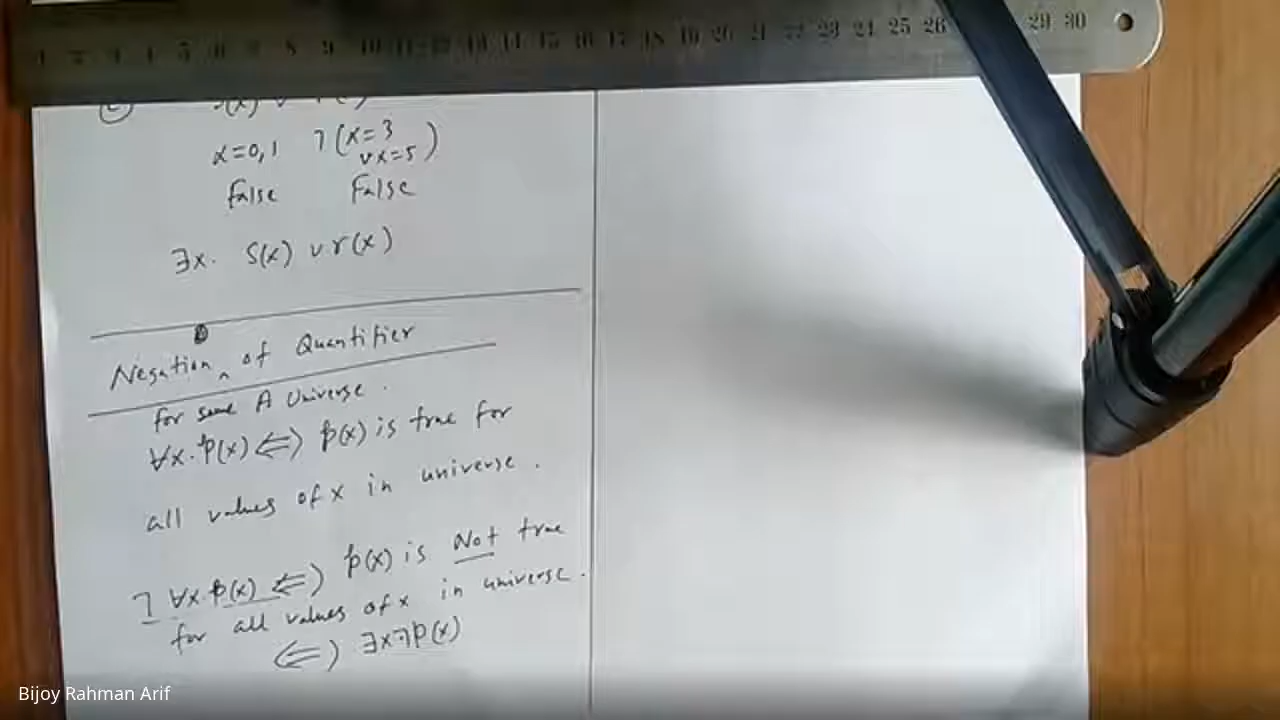 1 2 3 4 5 6 7 8 9 10 11 12 13 14 15 16 17 18 19 20 21 22 23 24 25 26 29 30
x=0,1 ㄱ(x=3
vx=5)
false False
∃x. S(x) v r(x)
Negation of Quantifier
for some A Universe.
∀x.p(x) ⇔ p(x) is true for
all values of x in universe.
ㄱ ∀x.p(x) ⇔ p(x) is Not true
for all values of x in universe.
⇔ ∃xㄱp(x)
Bijoy Rahman Arif